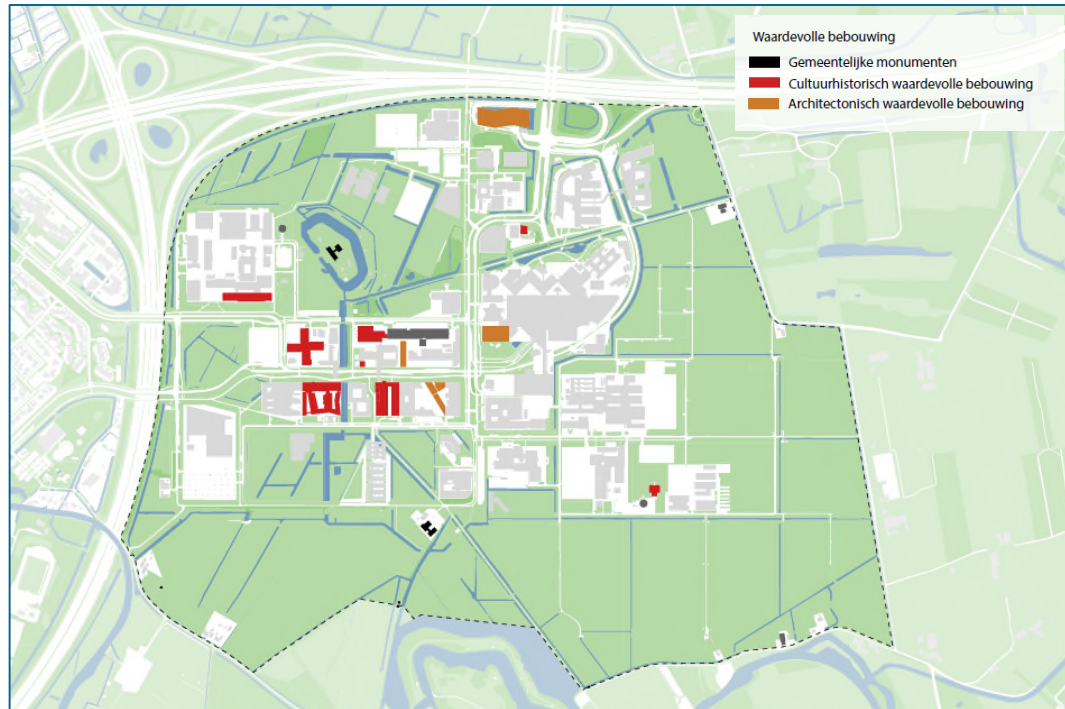 Waardevolle bebouwing
Gemeentelijke monumenten
Cultuurhistorisch waardevolle bebouwing
Architectonisch waardevolle bebouwing